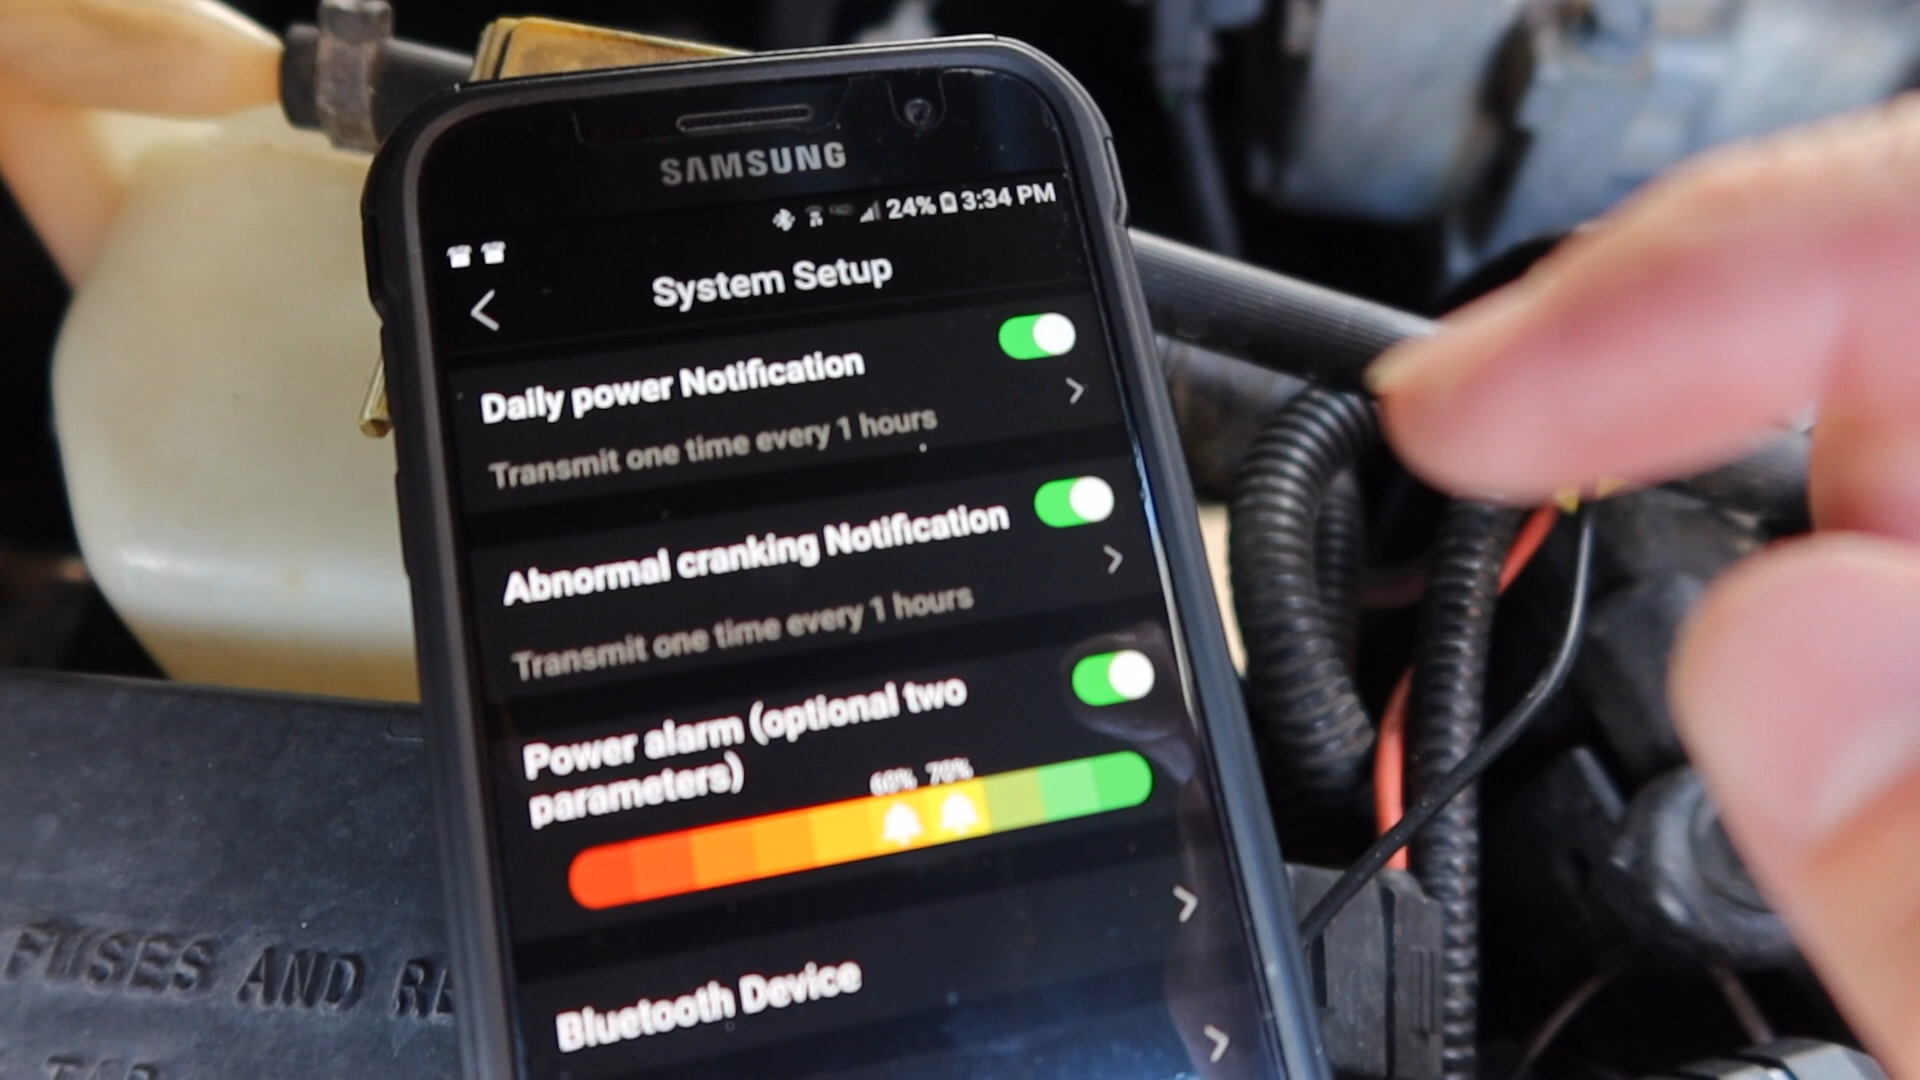 SAMSUNG
24% 3:34 PM
System Setup
Daily power Notification
Transmit one time every 1 hours
Abnormal cranking Notification
Transmit one time every 1 hours
Power alarm (optional two
parameters)
60% 70%
Bluetooth Device
FUSES AND RE